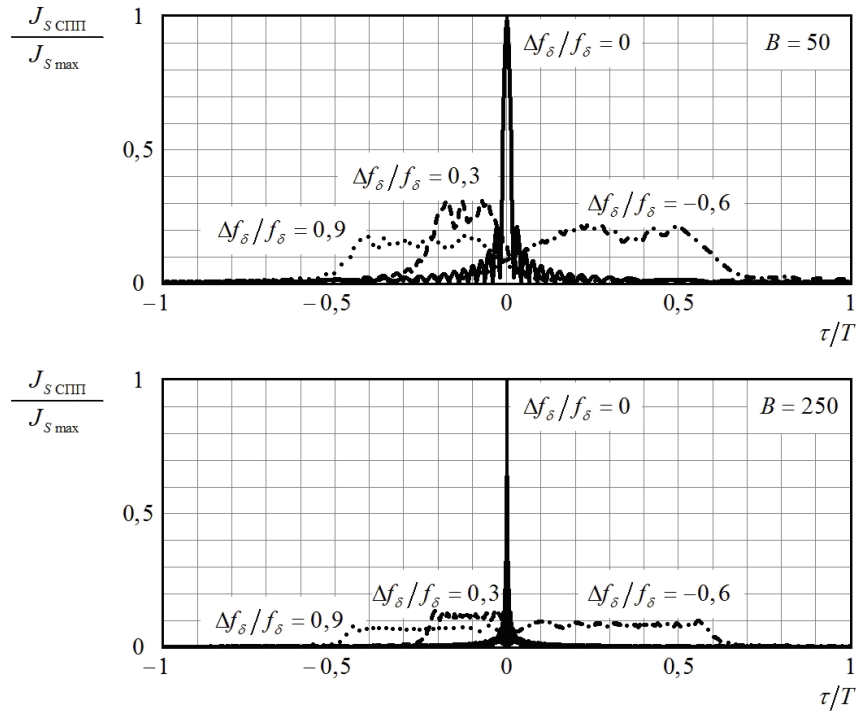 J_S СПП
J_S max
1
0,5
0
Δf_δ/f_δ = 0
B = 50
Δf_δ/f_δ = 0,3
Δf_δ/f_δ = −0,6
Δf_δ/f_δ = 0,9
−1
−0,5
0
0,5
1
τ/T
J_S СПП
J_S max
1
0,5
0
Δf_δ/f_δ = 0
B = 250
Δf_δ/f_δ = 0,3
Δf_δ/f_δ = −0,6
Δf_δ/f_δ = 0,9
−1
−0,5
0
0,5
1
τ/T